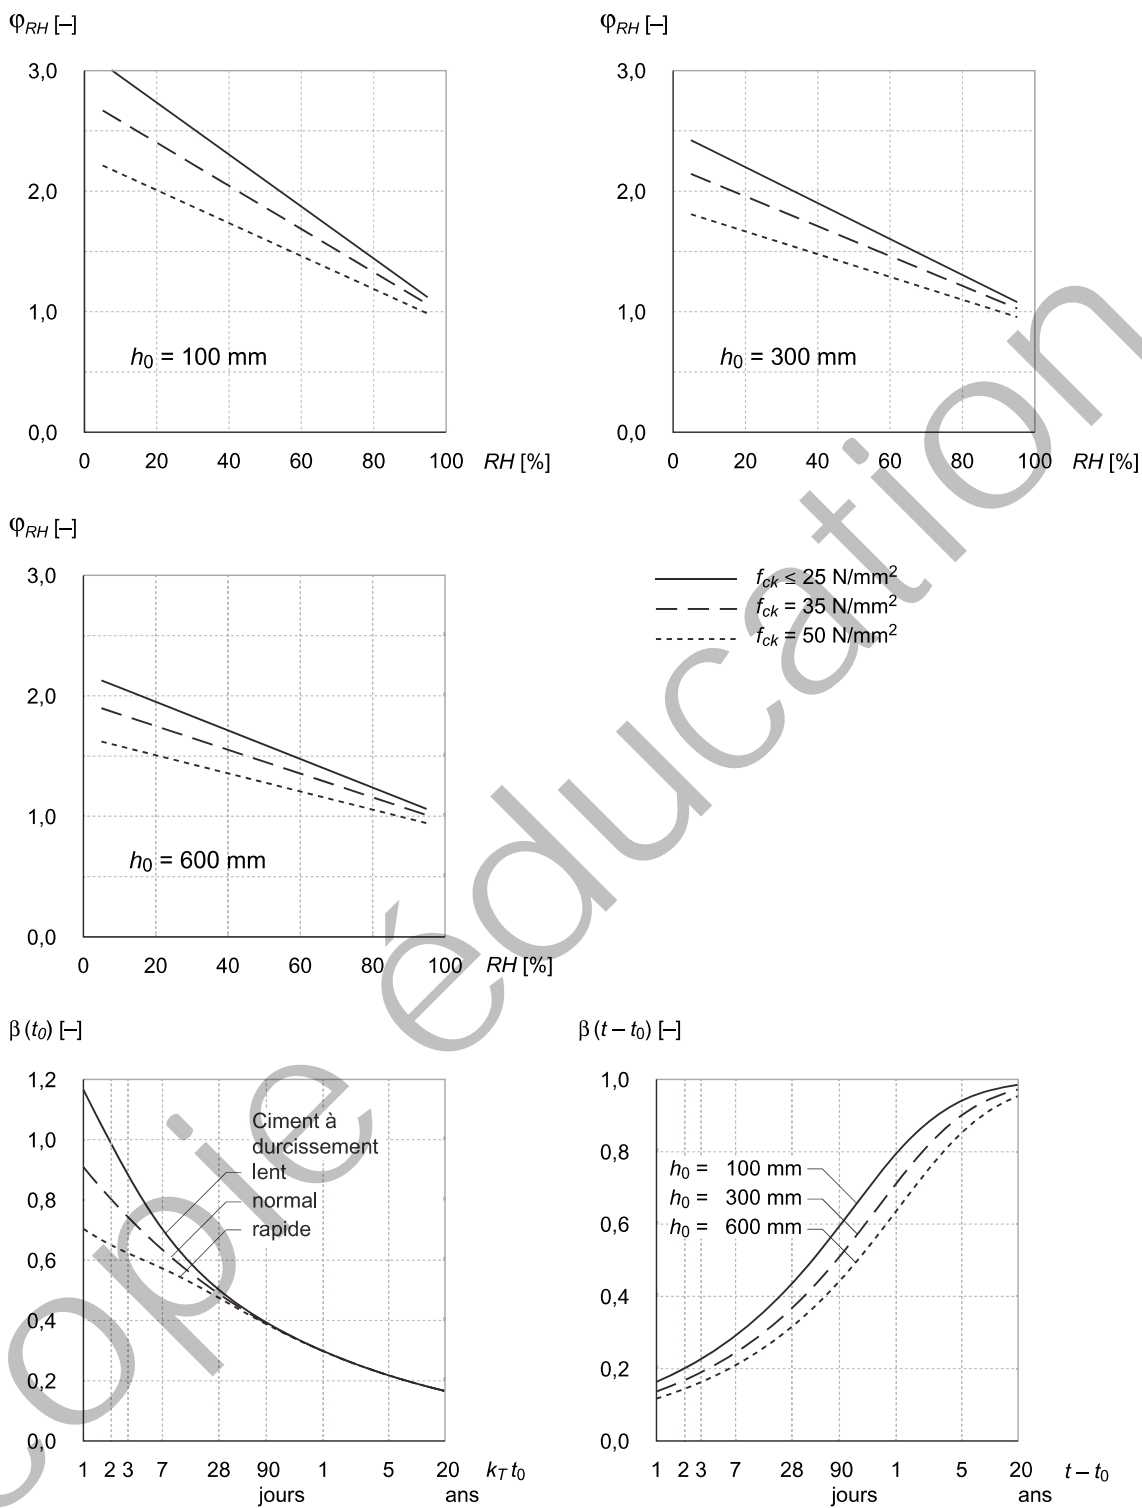 φRH [–]
3,0
2,0
1,0
0,0
h0 = 100 mm
0 20 40 60 80 100 RH [%]
φRH [–]
3,0
2,0
1,0
0,0
h0 = 300 mm
0 20 40 60 80 100 RH [%]
φRH [–]
3,0
2,0
1,0
0,0
h0 = 600 mm
0 20 40 60 80 100 RH [%]
fck ≤ 25 N/mm²
fck = 35 N/mm²
fck = 50 N/mm²
β (t0) [–]
1,2
1,0
0,8
0,6
0,4
0,2
0,0
Ciment à
durcissement
lent
normal
rapide
1 2 3 7 28 90 1 5 20 kT t0
jours ans
β (t – t0) [–]
1,0
0,8
0,6
0,4
0,2
0,0
h0 = 100 mm
h0 = 300 mm
h0 = 600 mm
1 2 3 7 28 90 1 5 20 t – t0
jours ans
copie éducation